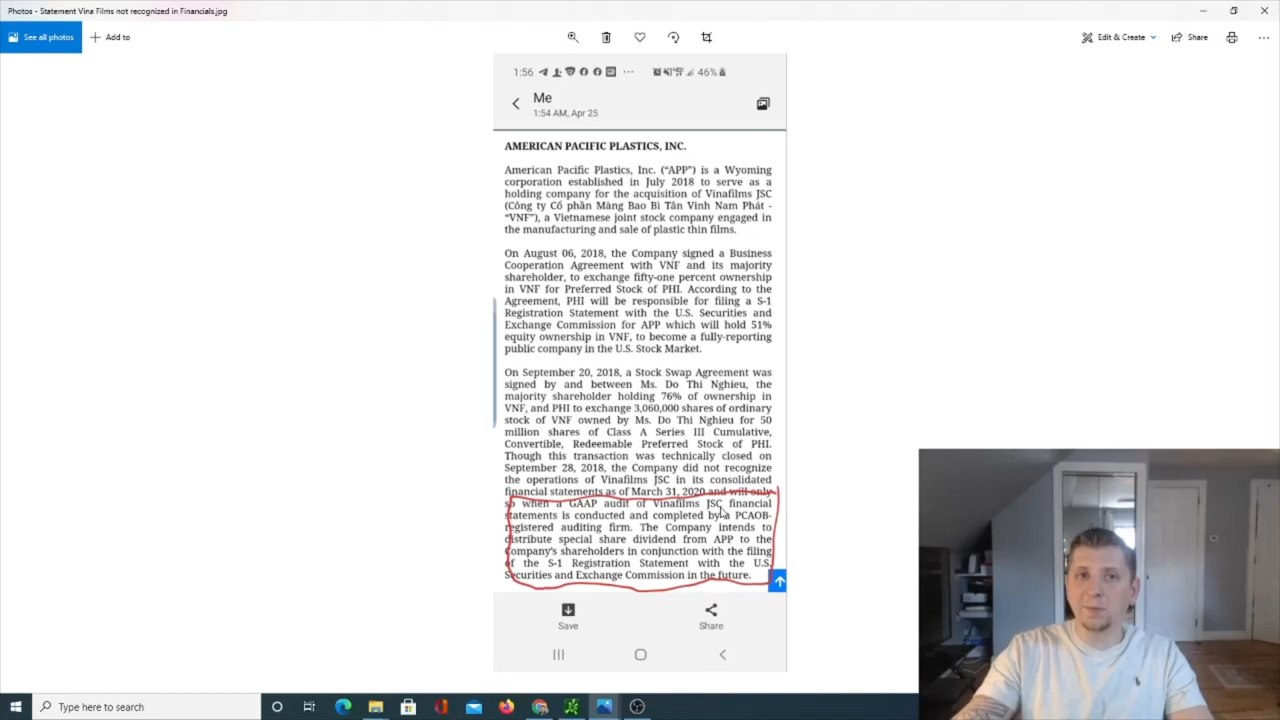 Photos - Statement Vina Films not recognized in Financials.jpg
See all photos
Add to
Edit & Create
Share
1:56
46%
Me
1:54 AM, Apr 25
AMERICAN PACIFIC PLASTICS, INC.
American Pacific Plastics, Inc. (“APP”) is a Wyoming
corporation established in July 2018 to serve as a
holding company for the acquisition of Vinafilms JSC
(Công ty Cổ phần Màng Bao Bì Tân Vinh Nam Phát -
“VNF”), a Vietnamese joint stock company engaged in
the manufacturing and sale of plastic thin films.
On August 06, 2018, the Company signed a Business
Cooperation Agreement with VNF and its majority
shareholder, to exchange fifty-one percent ownership
in VNF for Preferred Stock of PHI. According to the
Agreement, PHI will be responsible for filing a S-1
Registration Statement with the U.S. Securities and
Exchange Commission for APP which will hold 51%
equity ownership in VNF, to become a fully-reporting
public company in the U.S. Stock Market.
On September 20, 2018, a Stock Swap Agreement was
signed by and between Ms. Do Thi Nghieu, the
majority shareholder holding 76% of ownership in
VNF, and PHI to exchange 3,060,000 shares of ordinary
stock of VNF owned by Ms. Do Thi Nghieu for 50
million shares of Class A Series III Cumulative,
Convertible, Redeemable Preferred Stock of PHI.
Though this transaction was technically closed on
September 28, 2018, the Company did not recognize
the operations of Vinafilms JSC in its consolidated
financial statements as of March 31, 2020 and will only
so when a GAAP audit of Vinafilms JSC financial
statements is conducted and completed by a PCAOB-
registered auditing firm. The Company intends to
distribute special share dividend from APP to the
Company's shareholders in conjunction with the filing
of the S-1 Registration Statement with the U.S.
Securities and Exchange Commission in the future.
Save
Share
Type here to search